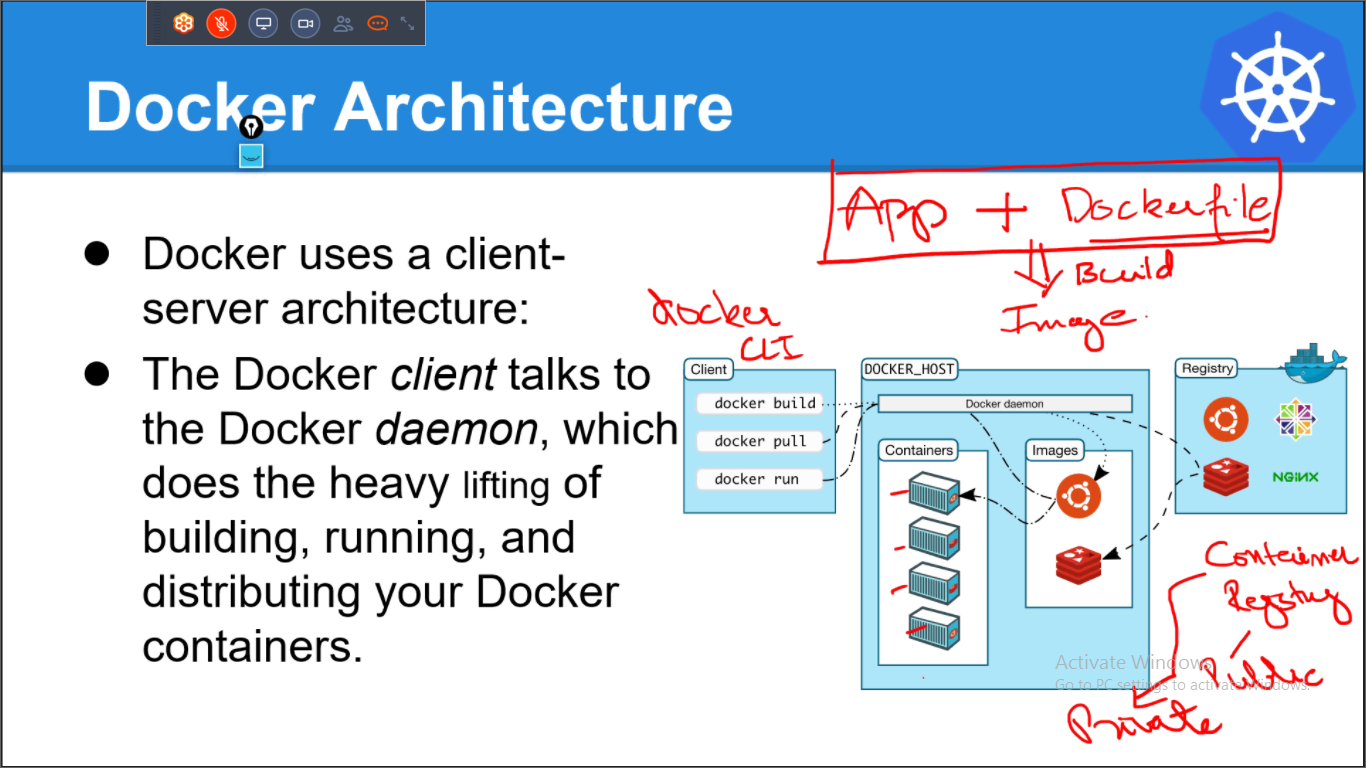 Docker Architecture
Docker uses a client-
server architecture:
The Docker client talks to
the Docker daemon, which
does the heavy lifting of
building, running, and
distributing your Docker
containers.
App + Dockerfile
Build
Image
docker
CLI
Client
docker build
docker pull
docker run
DOCKER_HOST
Docker daemon
Containers
Images
Registry
NGiNX
Container
Registry
Public
Private
Activate Windows
Go to PC settings to activate Windows.